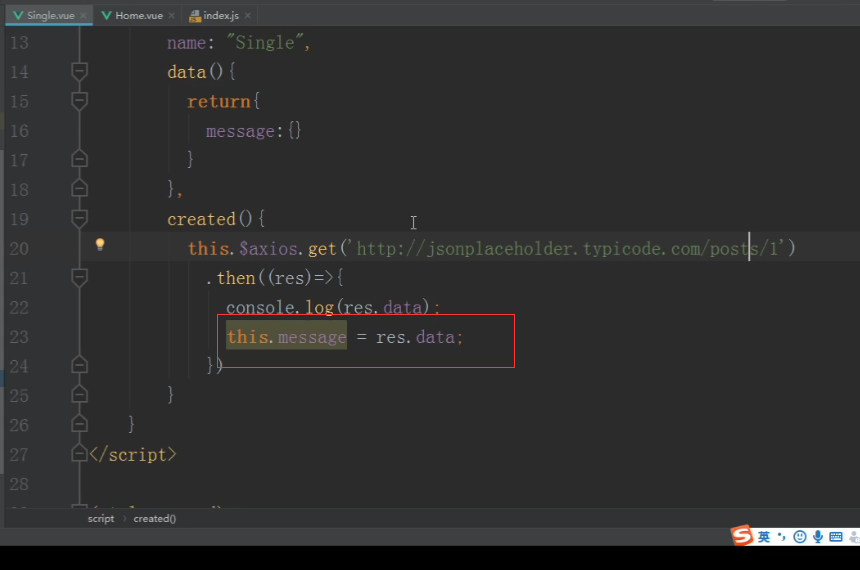 Single.vue Home.vue index.js
13 name: "Single",
14 data(){
15 return{
16 message:{}
17 }
18 },
19 created(){
20 this.$axios.get('http://jsonplaceholder.typicode.com/posts/1')
21 .then((res)=>{
22 console.log(res.data);
23 this.message = res.data;
24 })
25 }
26 }
27 </script>
28
script created()
英